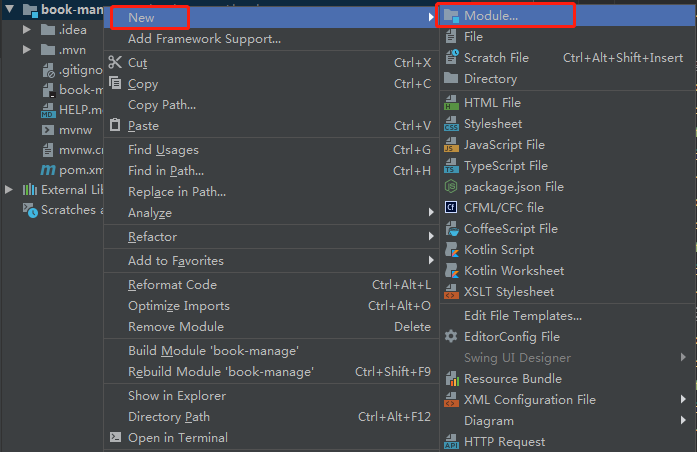 book-man
.idea
.mvn
.gitigno
book-m
HELP.m
mvnw
mvnw.c
pom.xm
External Lib
Scratches a
New
Add Framework Support...
Cut Ctrl+X
Copy Ctrl+C
Copy Path...
Paste Ctrl+V
Find Usages Ctrl+G
Find in Path... Ctrl+H
Replace in Path...
Analyze
Refactor
Add to Favorites
Reformat Code Ctrl+Alt+L
Optimize Imports Ctrl+Alt+O
Remove Module Delete
Build Module 'book-manage'
Rebuild Module 'book-manage' Ctrl+Shift+F9
Show in Explorer
Directory Path Ctrl+Alt+F12
Open in Terminal
Module...
File
Scratch File Ctrl+Alt+Shift+Insert
Directory
HTML File
Stylesheet
JavaScript File
TypeScript File
package.json File
CFML/CFC file
CoffeeScript File
Kotlin Script
Kotlin Worksheet
XSLT Stylesheet
Edit File Templates...
EditorConfig File
Swing UI Designer
Resource Bundle
XML Configuration File
Diagram
HTTP Request